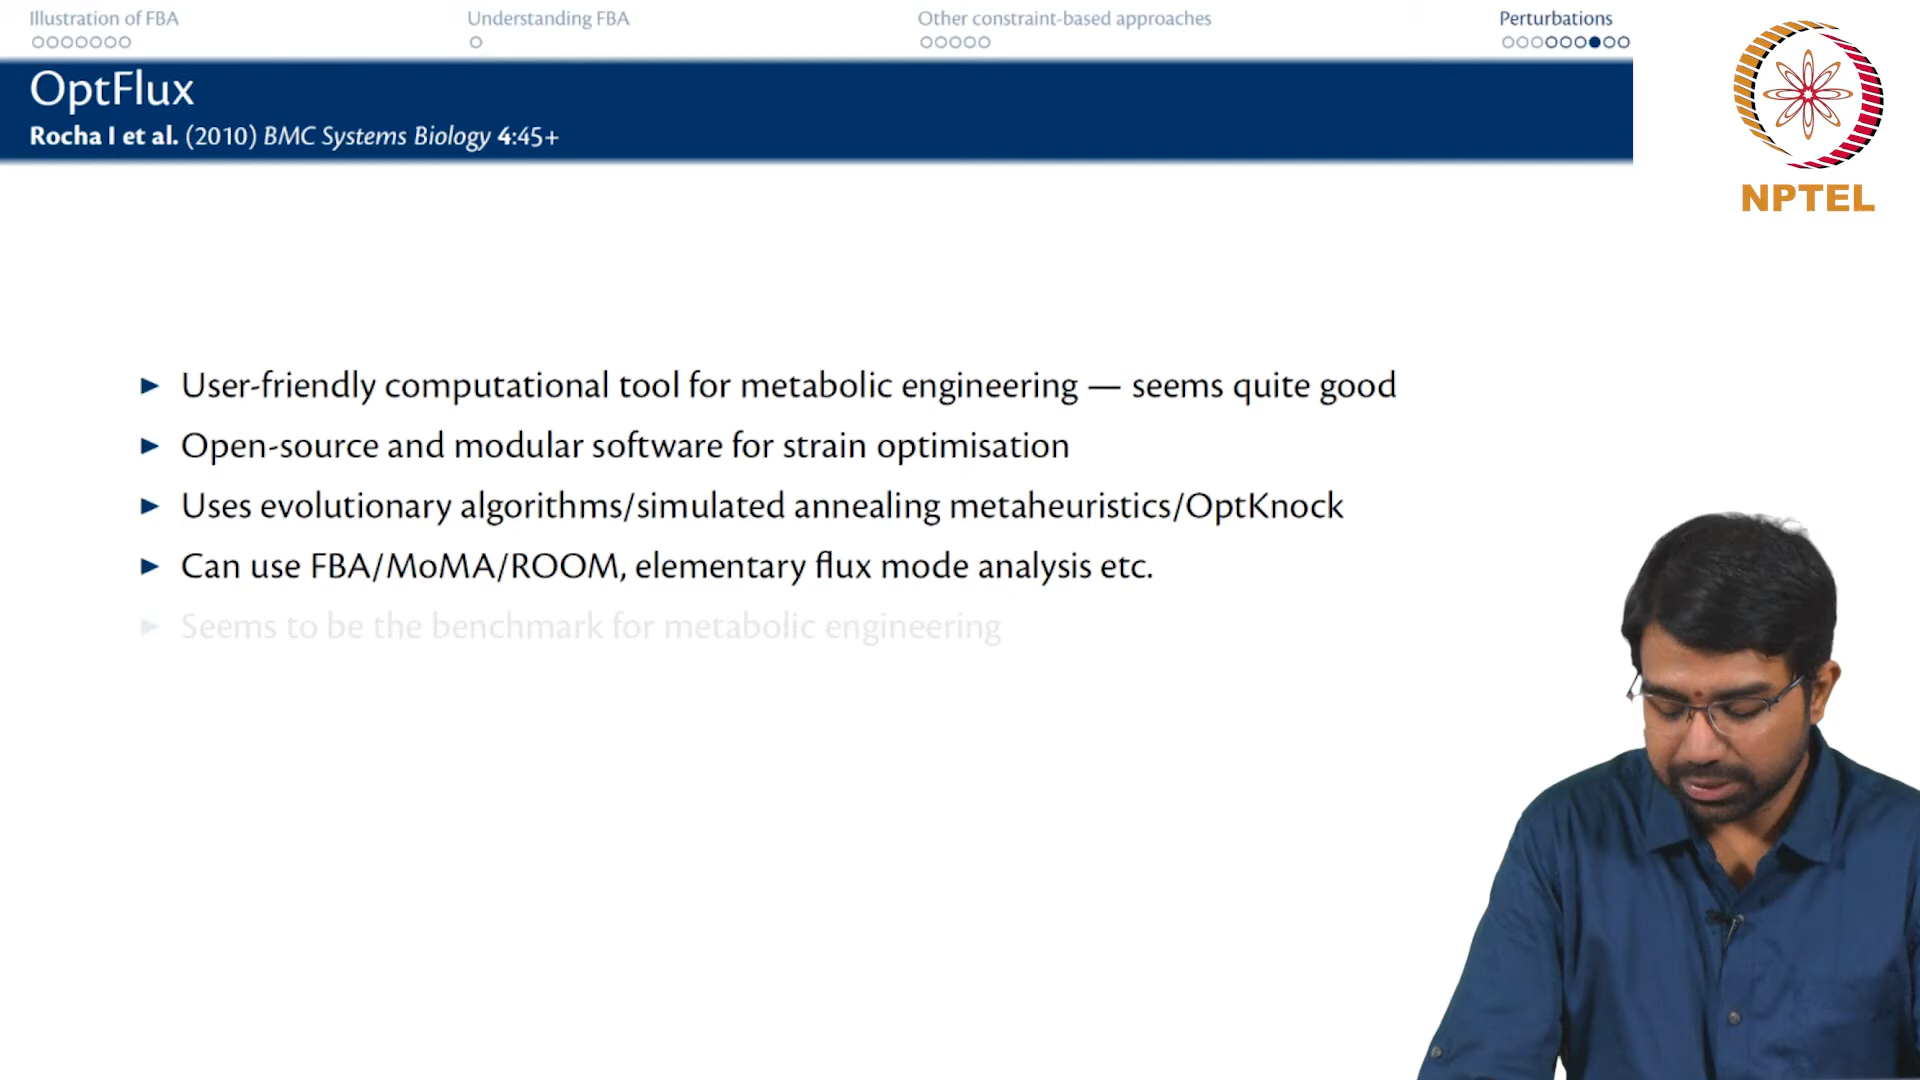 Illustration of FBA
Understanding FBA
Other constraint-based approaches
Perturbations
OptFlux
Rocha I et al. (2010) BMC Systems Biology 4:45+
NPTEL
► User-friendly computational tool for metabolic engineering — seems quite good
► Open-source and modular software for strain optimisation
► Uses evolutionary algorithms/simulated annealing metaheuristics/OptKnock
► Can use FBA/MoMA/ROOM, elementary flux mode analysis etc.
► Seems to be the benchmark for metabolic engineering